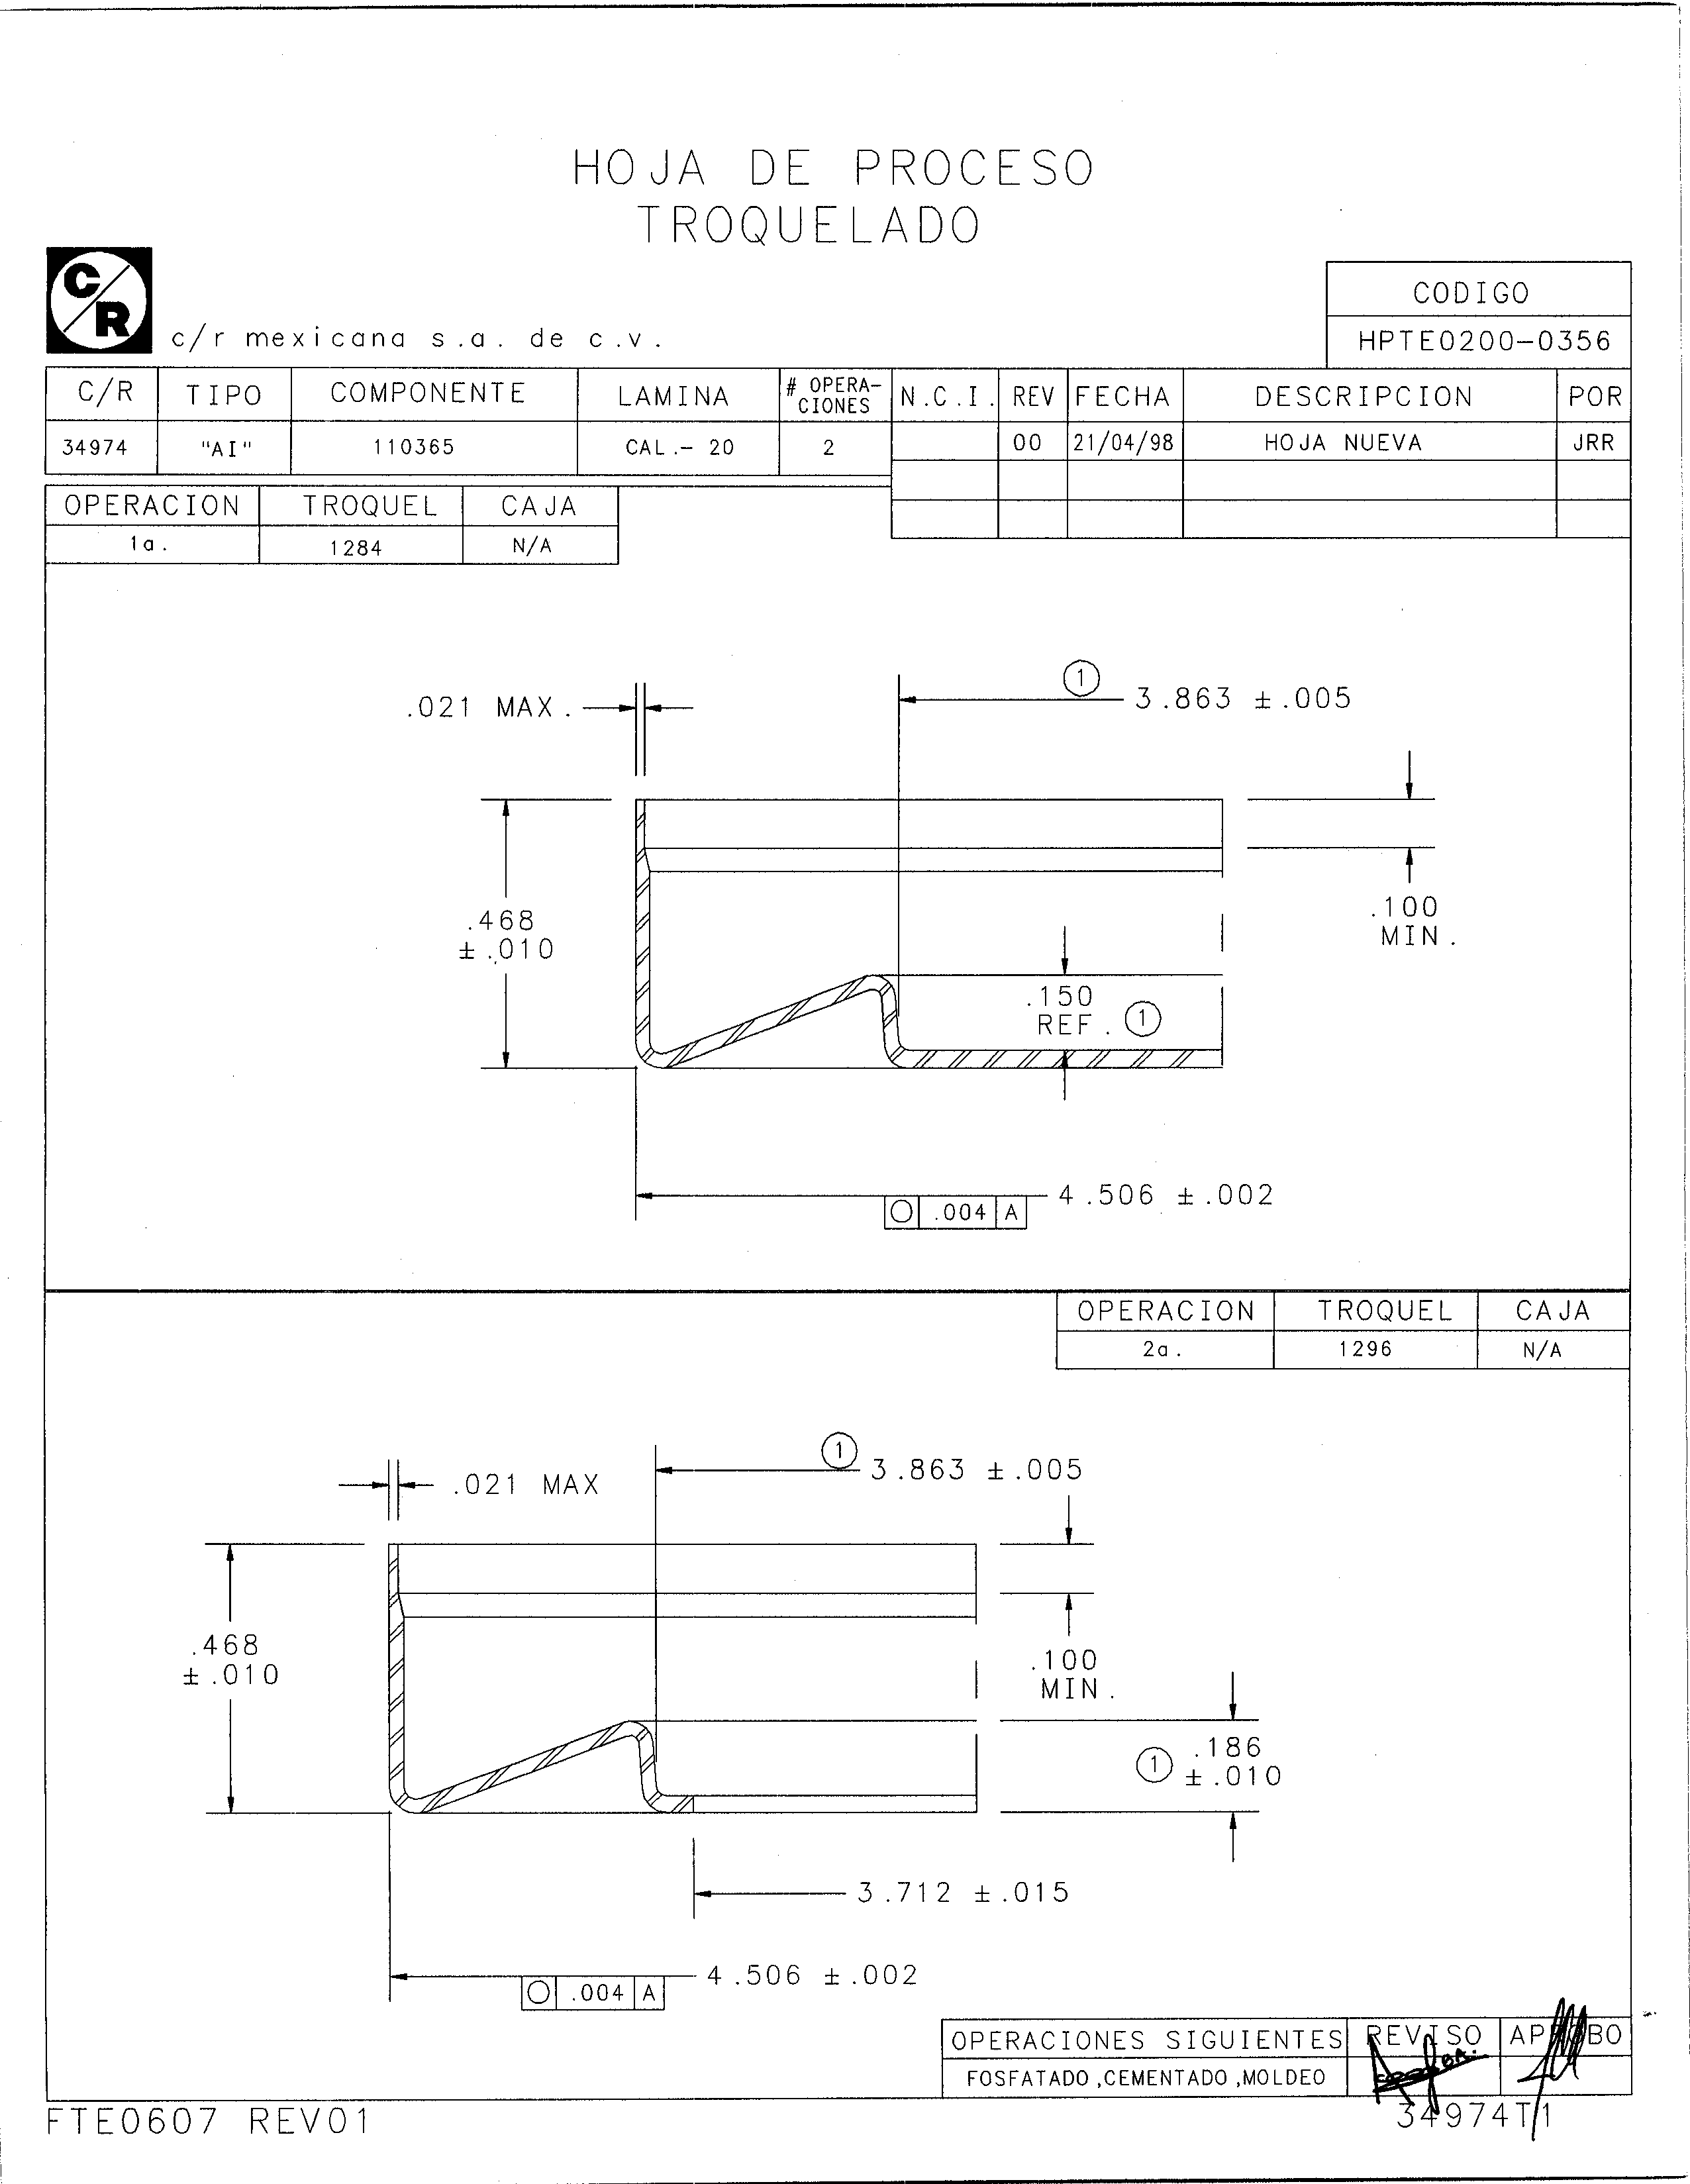 HOJA DE PROCESO
TROQUELADO
C/R
c/r mexicana s.a. de c.v.
CODIGO
HPTE0200-0356
C/R TIPO COMPONENTE LAMINA # OPERA-CIONES N.C.I. REV FECHA DESCRIPCION POR
34974 "AI" 110365 CAL.- 20 2 00 21/04/98 HOJA NUEVA JRR
OPERACION TROQUEL CAJA
1a. 1284 N/A
1
.021 MAX. 3.863 ±.005
.468
±.010
.100
MIN.
.150
REF. 1
4.506 ±.002
.004 A
OPERACION TROQUEL CAJA
2a. 1296 N/A
1
.021 MAX 3.863 ±.005
.468
±.010
.100
MIN.
1 .186
±.010
3.712 ±.015
4.506 ±.002
.004 A
OPERACIONES SIGUIENTES REVISO APROBO
FOSFATADO,CEMENTADO,MOLDEO
FTE0607 REV01
34974T1